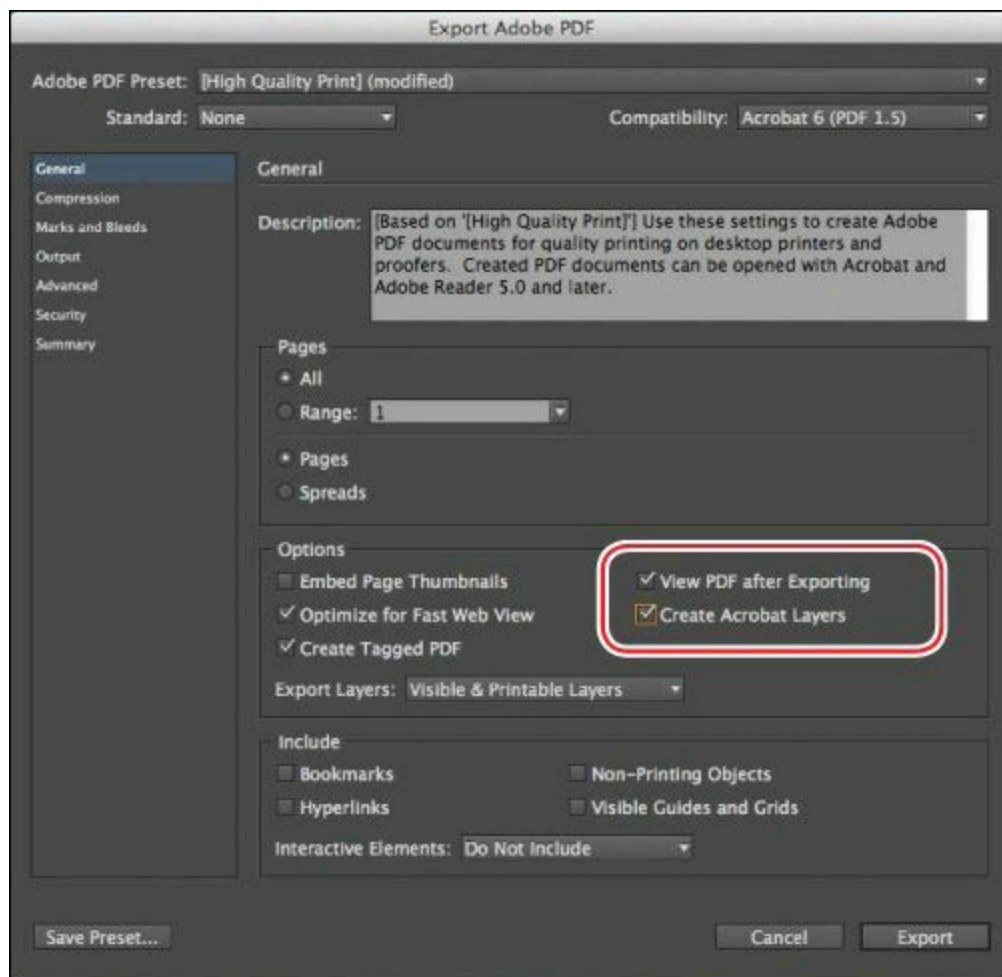 Export Adobe PDF
Adobe PDF Preset: [High Quality Print] (modified)
Standard: None Compatibility: Acrobat 6 (PDF 1.5)
General
Compression
Marks and Bleeds
Output
Advanced
Security
Summary
General
Description: [Based on '[High Quality Print]'] Use these settings to create Adobe
PDF documents for quality printing on desktop printers and
proofers. Created PDF documents can be opened with Acrobat and
Adobe Reader 5.0 and later.
Pages
All
Range: 1
Pages
Spreads
Options
Embed Page Thumbnails View PDF after Exporting
Optimize for Fast Web View Create Acrobat Layers
Create Tagged PDF
Export Layers: Visible & Printable Layers
Include
Bookmarks Non-Printing Objects
Hyperlinks Visible Guides and Grids
Interactive Elements: Do Not Include
Save Preset... Cancel Export